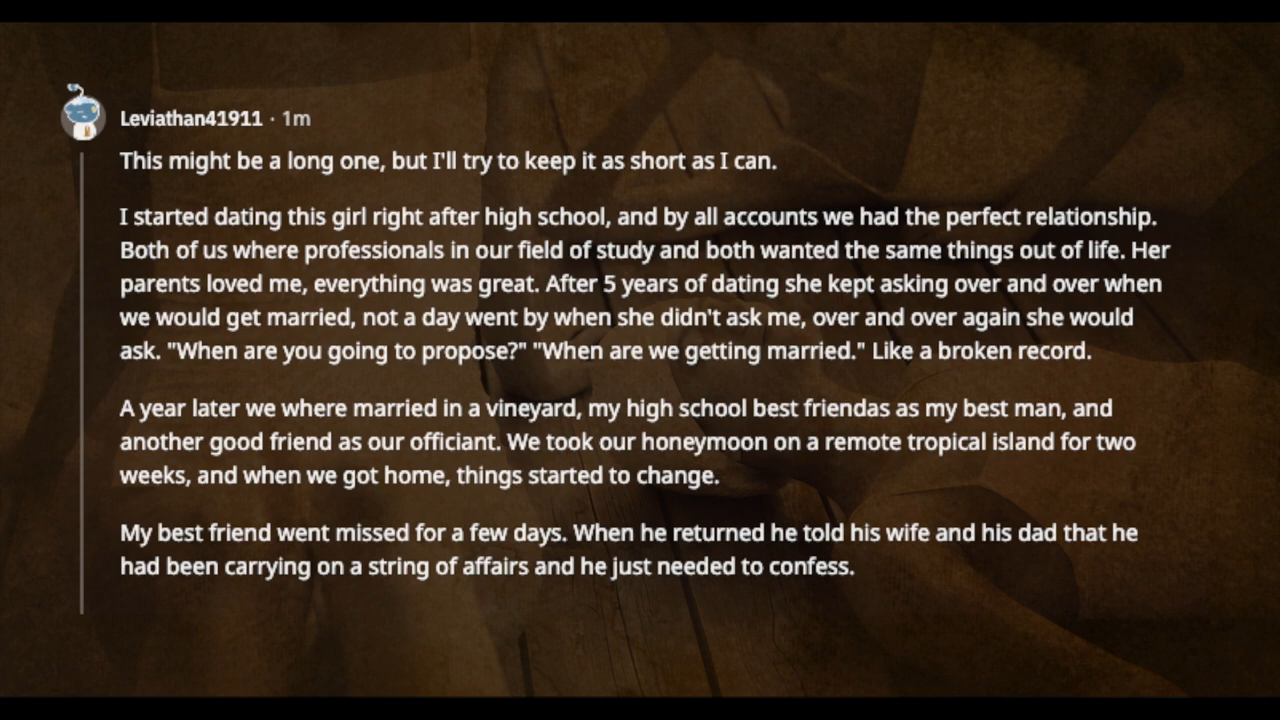 Leviathan41911 · 1m
This might be a long one, but I'll try to keep it as short as I can.
I started dating this girl right after high school, and by all accounts we had the perfect relationship.
Both of us where professionals in our field of study and both wanted the same things out of life. Her
parents loved me, everything was great. After 5 years of dating she kept asking over and over when
we would get married, not a day went by when she didn't ask me, over and over again she would
ask. "When are you going to propose?" "When are we getting married." Like a broken record.
A year later we where married in a vineyard, my high school best friendas as my best man, and
another good friend as our officiant. We took our honeymoon on a remote tropical island for two
weeks, and when we got home, things started to change.
My best friend went missed for a few days. When he returned he told his wife and his dad that he
had been carrying on a string of affairs and he just needed to confess.